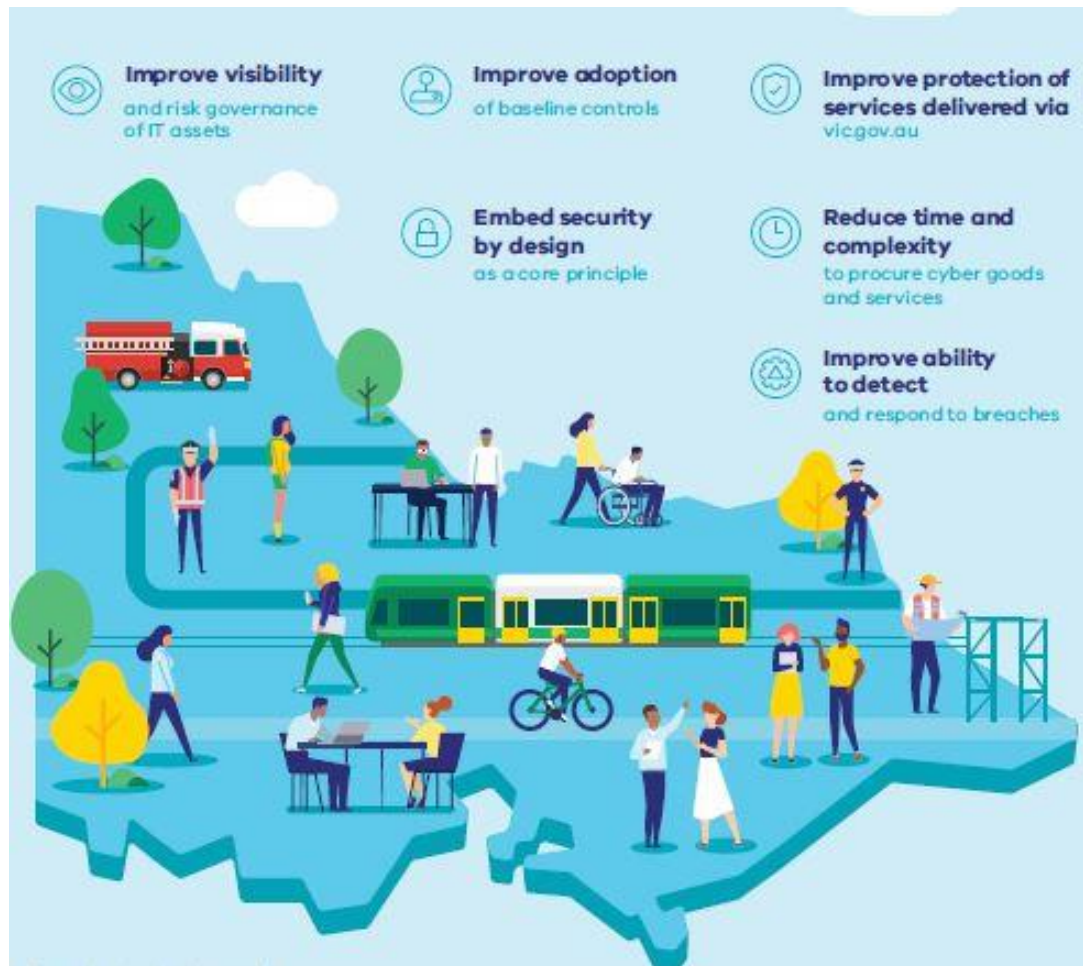 Improve visibility
and risk governance
of IT assets
Improve adoption
of baseline controls
Improve protection of
services delivered via
vic.gov.au
Embed security
by design
as a core principle
Reduce time and
complexity
to procure cyber goods
and services
Improve ability
to detect
and respond to breaches